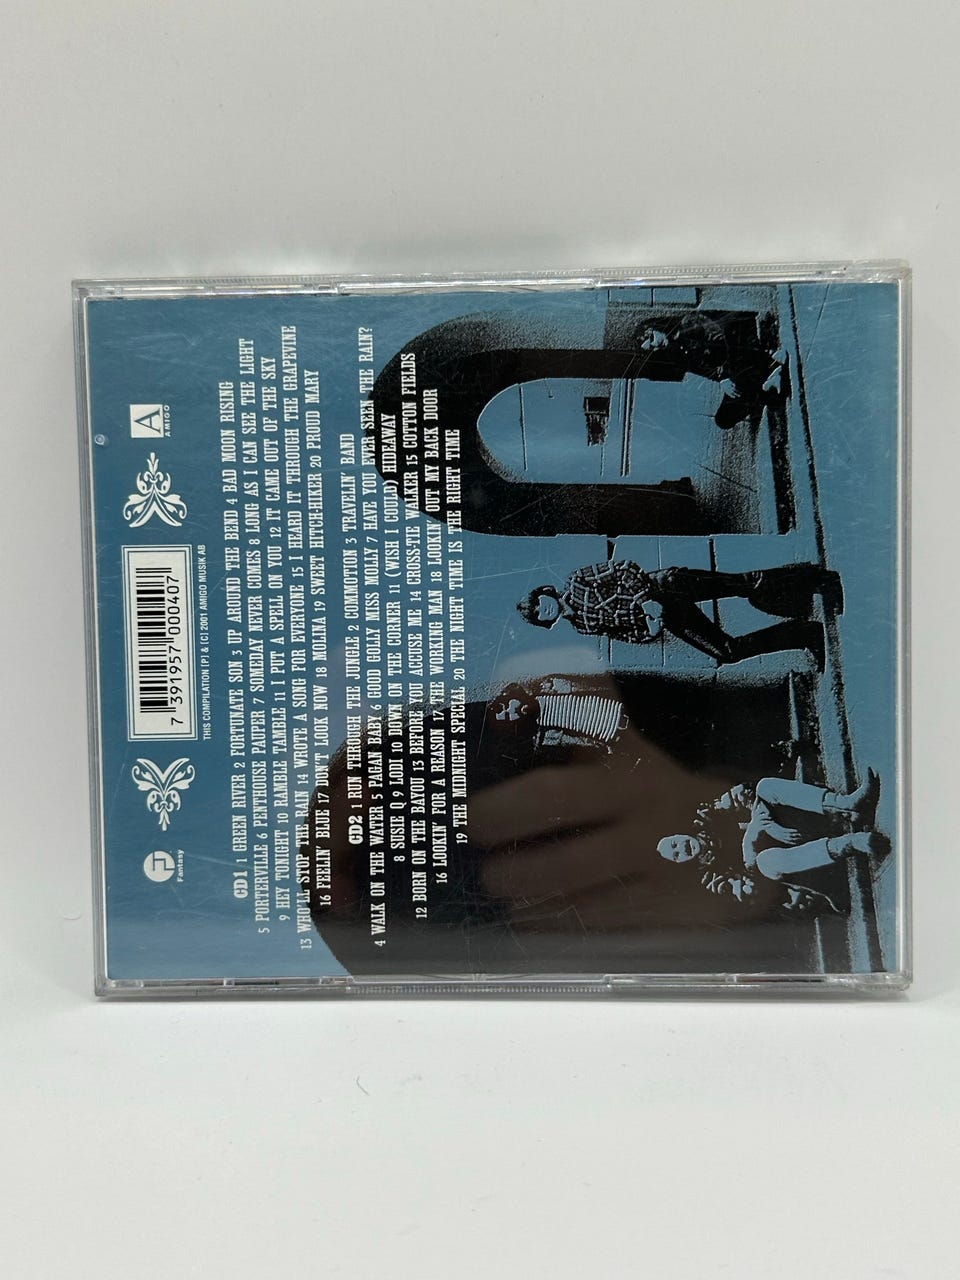 CD1 1 GREEN RIVER 2 FORTUNATE SON 3 UP AROUND THE BEND 4 BAD MOON RISING
5 PORTERVILLE 6 PENTHOUSE PAUPER 7 SOMEDAY NEVER COMES 8 LONG AS I CAN SEE THE LIGHT
9 HEY TONIGHT 10 RAMBLE TAMBLE 11 I PUT A SPELL ON YOU 12 IT CAME OUT OF THE SKY
13 WHO'LL STOP THE RAIN 14 WROTE A SONG FOR EVERYONE 15 I HEARD IT THROUGH THE GRAPEVINE
16 FEELIN' BLUE 17 DON'T LOOK NOW 18 MOLINA 19 SWEET HITCH-HIKER 20 PROUD MARY
CD2 1 RUN THROUGH THE JUNGLE 2 COMMOTION 3 TRAVELIN' BAND
4 WALK ON THE WATER 5 PAGAN BABY 6 GOOD GOLLY MISS MOLLY 7 HAVE YOU EVER SEEN THE RAIN?
8 SUSIE Q 9 LODI 10 DOWN ON THE CORNER 11 (WISH I COULD) HIDEAWAY
12 BORN ON THE BAYOU 13 BEFORE YOU ACCUSE ME 14 CROSS-TIE WALKER 15 COTTON FIELDS
16 LOOKIN' FOR A REASON 17 THE WORKING MAN 18 LOOKIN' OUT MY BACK DOOR
19 THE MIDNIGHT SPECIAL 20 THE NIGHT TIME IS THE RIGHT TIME
Fantasy
7 391957 000407
THIS COMPILATION [P] & [C] 2001 AMIGO MUSIK AB
A
AMIGO